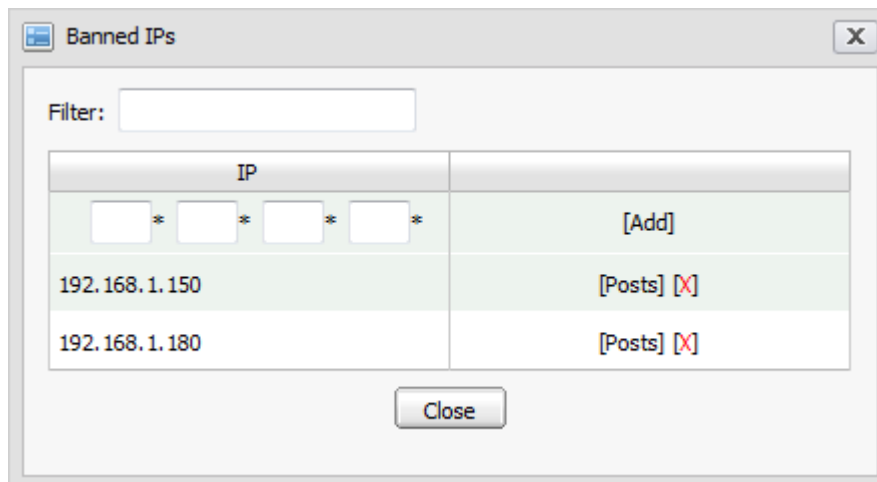 Banned IPs X
Filter:
IP
* * * * [Add]
192.168.1.150 [Posts] [X]
192.168.1.180 [Posts] [X]
Close